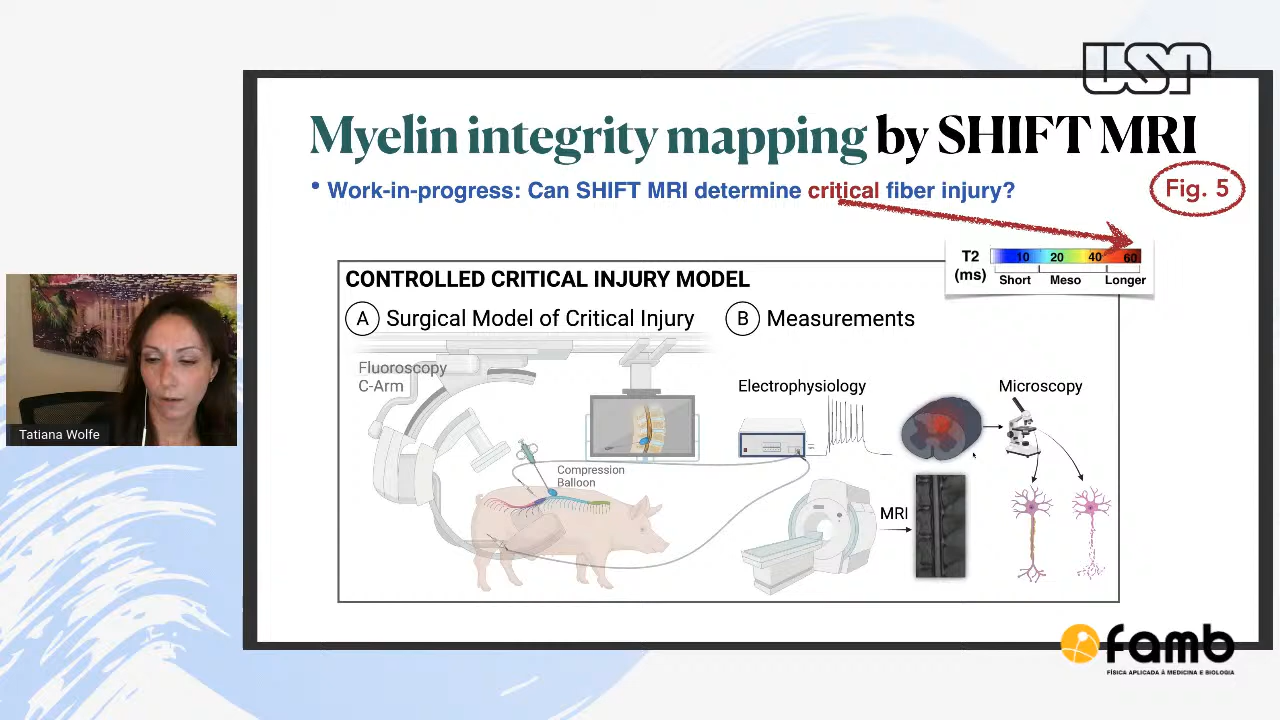 USP
Myelin integrity mapping by SHIFT MRI
• Work-in-progress: Can SHIFT MRI determine critical fiber injury?
Fig. 5
T2 (ms)
10 20 40 60
Short Meso Longer
CONTROLLED CRITICAL INJURY MODEL
A Surgical Model of Critical Injury
B Measurements
Fluoroscopy
C-Arm
Compression
Balloon
Electrophysiology
Microscopy
MRI
Tatiana Wolfe
famb
FÍSICA APLICADA À MEDICINA E BIOLOGIA